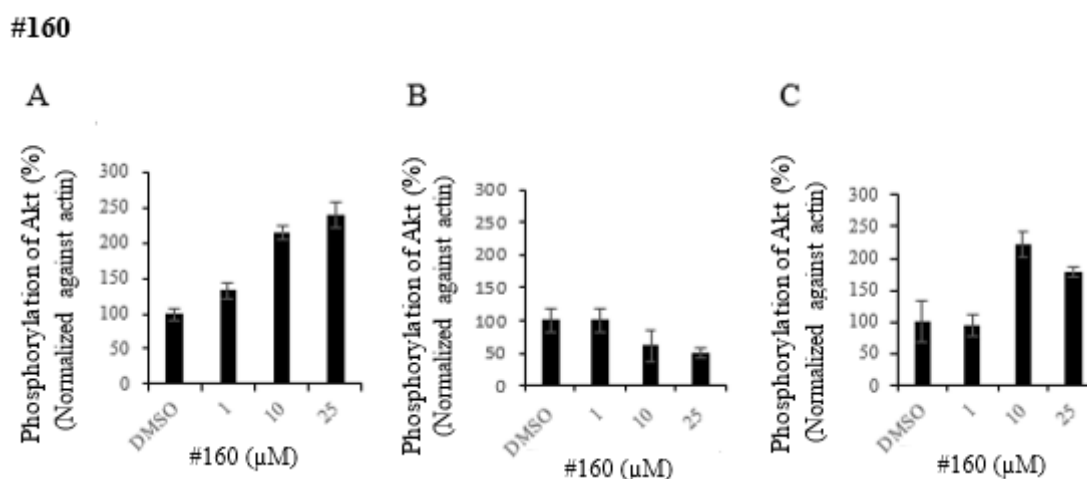 #160
A
B
C
Phosphorylation of Akt (%)
(Normalized against actin)
300
250
200
150
100
50
0
DMSO
1
10
25
#160 (µM)
Phosphorylation of Akt (%)
(Normalized against actin)
300
250
200
150
100
50
0
DMSO
1
10
25
#160 (µM)
Phosphorylation of Akt (%)
(Normalized against actin)
300
250
200
150
100
50
0
DMSO
1
10
25
#160 (µM)